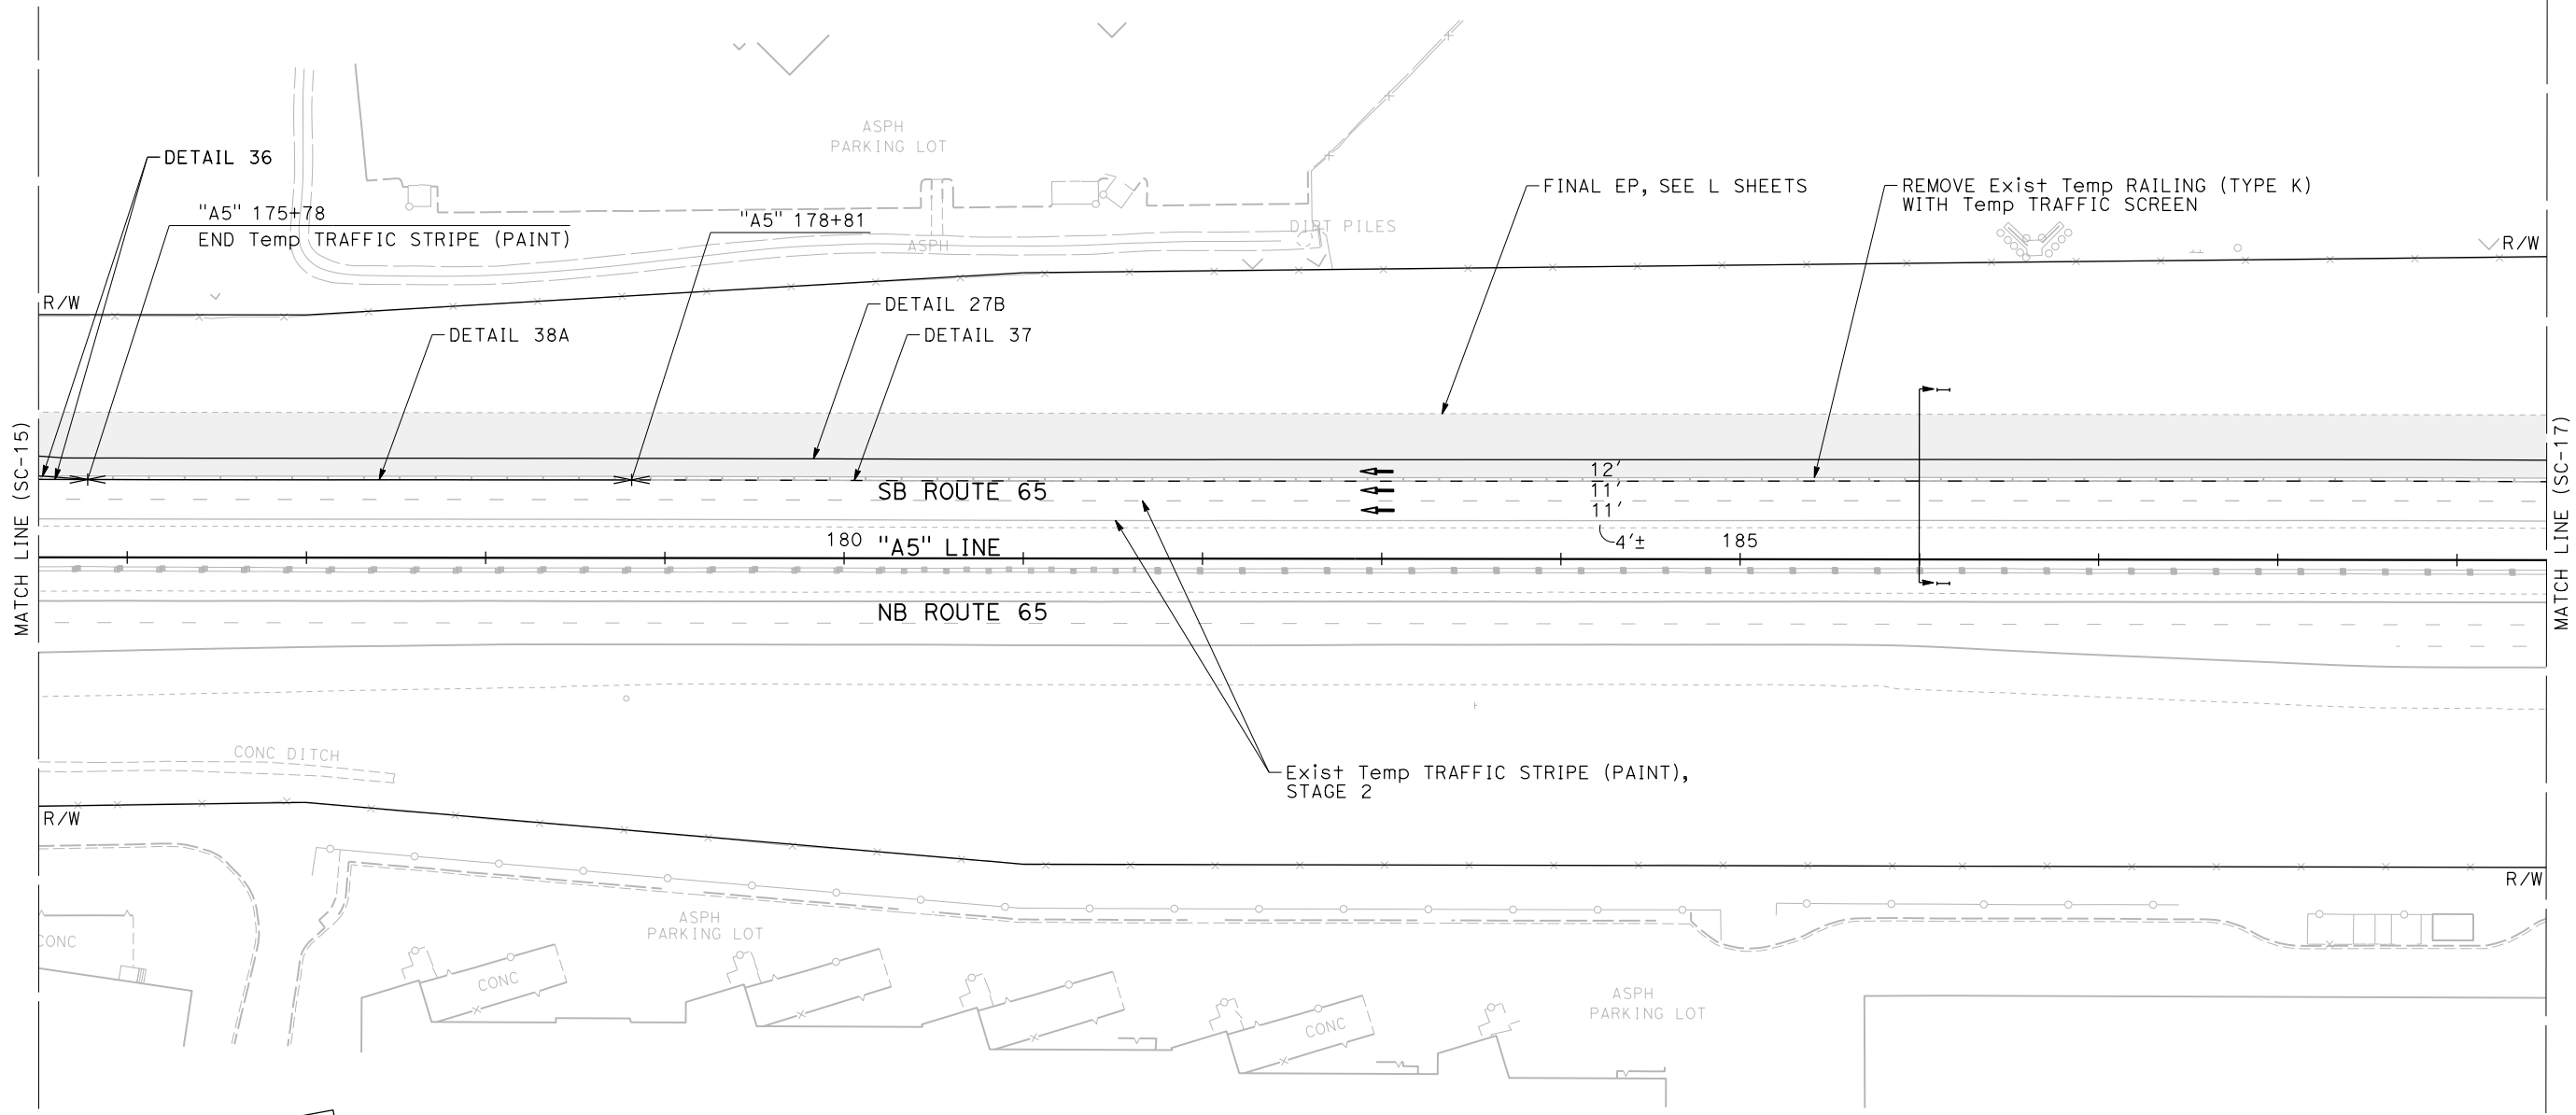 ASPH
PARKING LOT
DETAIL 36
FINAL EP, SEE L SHEETS
REMOVE Exist Temp RAILING (TYPE K)
WITH Temp TRAFFIC SCREEN
"A5" 175+78
END Temp TRAFFIC STRIPE (PAINT)
"A5" 178+81
DIRT PILES
ASPH
R/W
R/W
DETAIL 27B
DETAIL 38A
DETAIL 37
MATCH LINE (SC-15)
MATCH LINE (SC-17)
I
12'
SB ROUTE 65
11'
11'
180
"A5" LINE
4'±
185
I
NB ROUTE 65
CONC DITCH
Exist Temp TRAFFIC STRIPE (PAINT),
STAGE 2
R/W
R/W
ASPH
PARKING LOT
CONC
CONC
ASPH
PARKING LOT
CONC